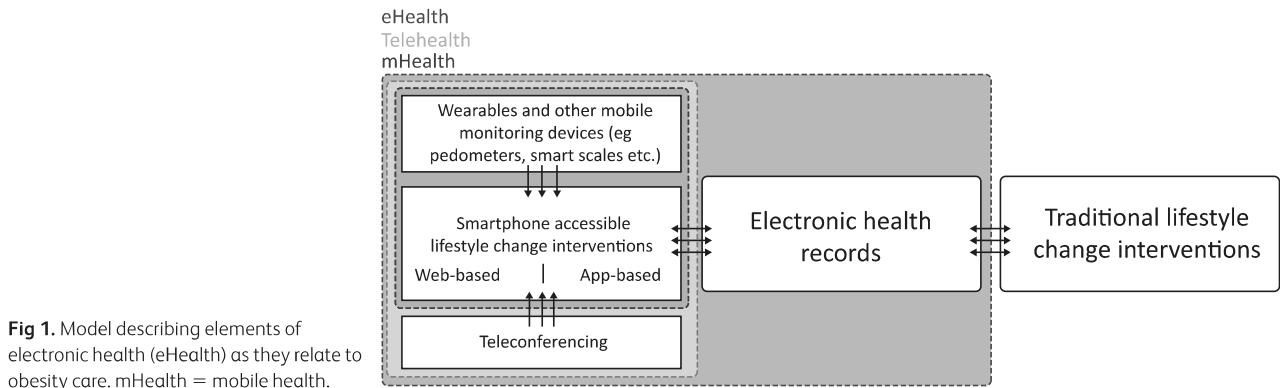 eHealth
Telehealth
mHealth
Wearables and other mobile
monitoring devices (eg
pedometers, smart scales etc.)
Smartphone accessible
lifestyle change interventions
Web-based | App-based
Teleconferencing
Electronic health
records
Traditional lifestyle
change interventions
Fig 1. Model describing elements of
electronic health (eHealth) as they relate to
obesity care. mHealth = mobile health.